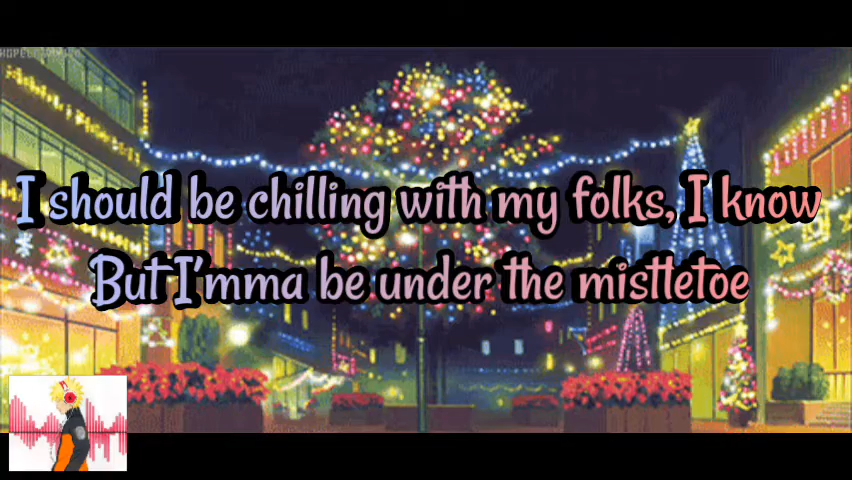 I should be chilling with my folks, I know
But I'mma be under the mistletoe